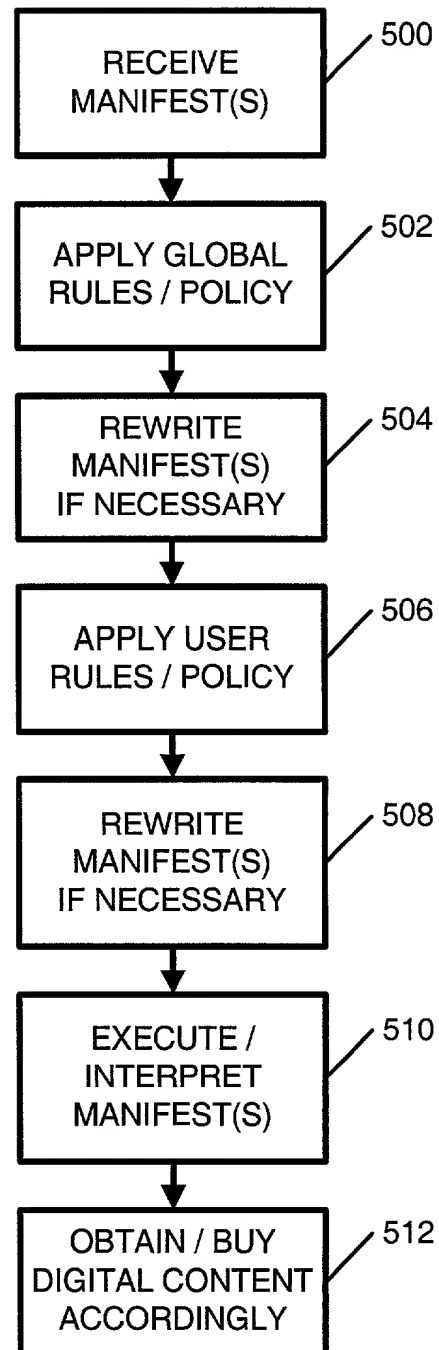 RECEIVE
MANIFEST(S)
500
APPLY GLOBAL
RULES / POLICY
502
REWRITE
MANIFEST(S)
IF NECESSARY
504
APPLY USER
RULES / POLICY
506
REWRITE
MANIFEST(S)
IF NECESSARY
508
EXECUTE /
INTERPRET
MANIFEST(S)
510
OBTAIN / BUY
DIGITAL CONTENT
ACCORDINGLY
512